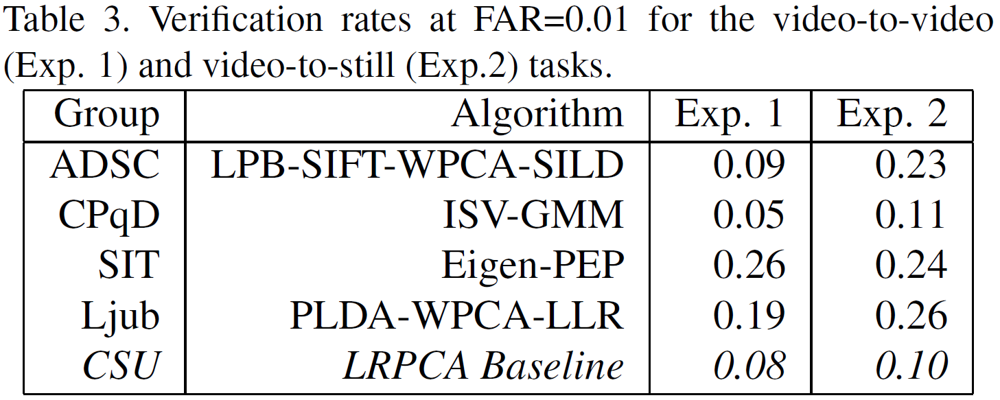 Table 3. Verification rates at FAR=0.01 for the video-to-video
(Exp. 1) and video-to-still (Exp.2) tasks.
Group Algorithm Exp. 1 Exp. 2
ADSC LPB-SIFT-WPCA-SILD 0.09 0.23
CPqD ISV-GMM 0.05 0.11
SIT Eigen-PEP 0.26 0.24
Ljub PLDA-WPCA-LLR 0.19 0.26
CSU LRPCA Baseline 0.08 0.10